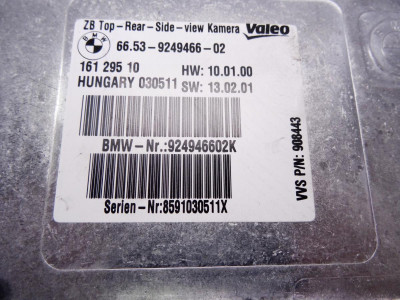 ZB Top-Rear-Side-view Kamera Valeo
BMW 66.53-9249466-02
161 295 10 HW: 10.01.00
HUNGARY 030511 SW: 13.02.01
BMW-Nr.:924946602K
Serien-Nr:8591030511X
VVS P/N: 908443